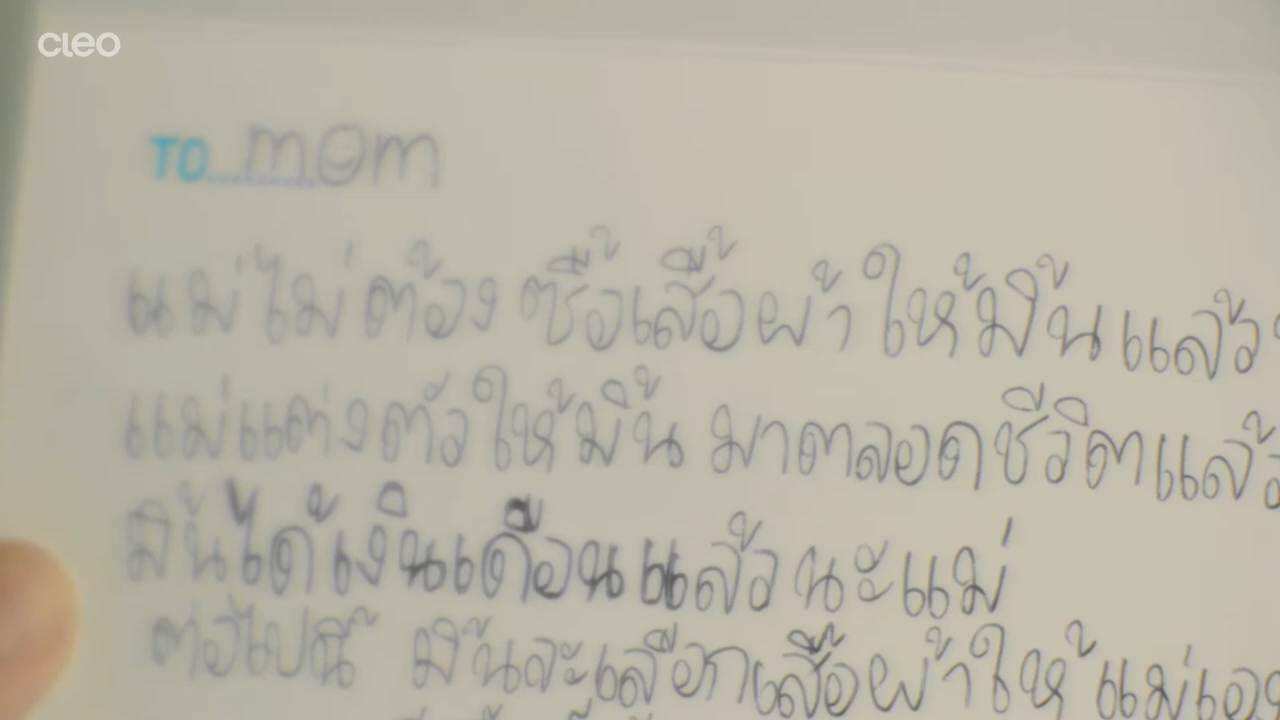 cleo
TO mom
แม่ไม่ต้อง ซื้อเสื้อผ้า ให้มิ้นแล้ว
แม่แต่งตัวให้มิ้น มาตลอดชีวิตแล้ว
มิ้นได้เงินเดือนแล้ว นะแม่
ต่อไปนี้ มิ้นจะเลือกเสื้อผ้าให้แม่เอง